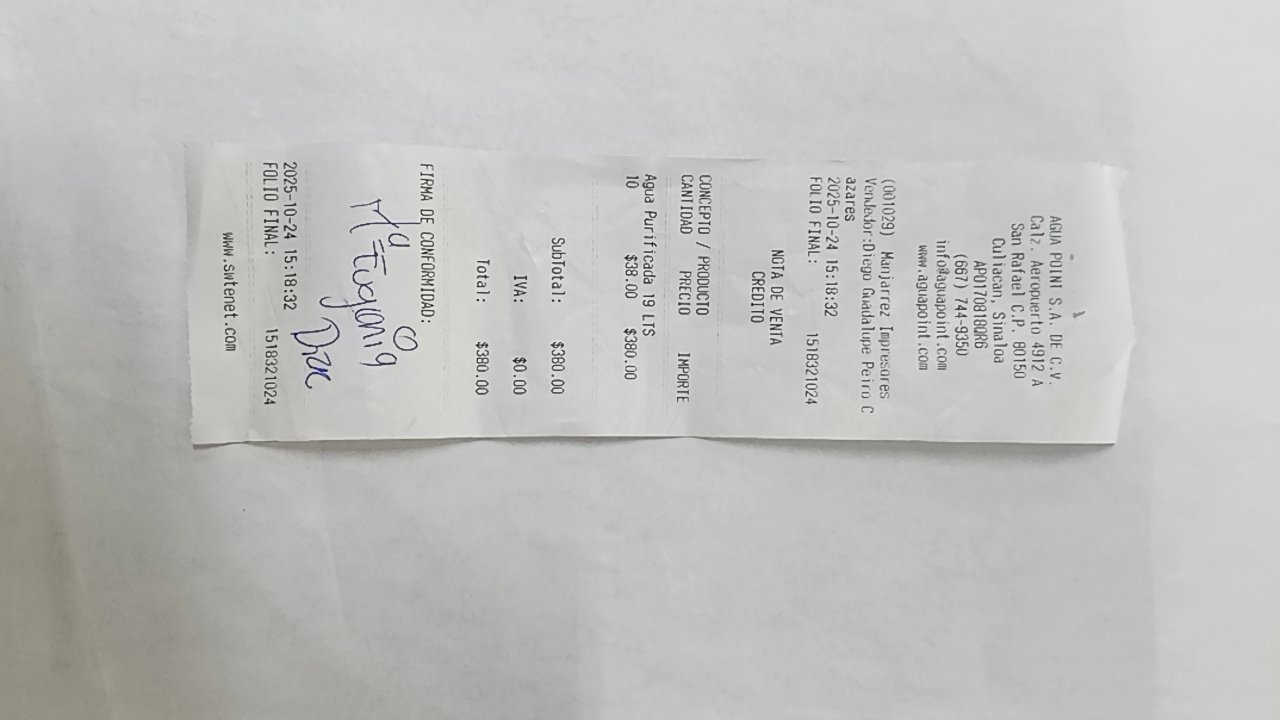 AGUA POINT S.A. DE C.V.
Calz. Aeropuerto 4912 A
San Rafael C.P. 80150
Culiacan, Sinaloa
APO170818QR6
(667) 744-9350
info@aguapoint.com
www.aguapoint.com
(001029) Manjarrez Impresores
Vendedor:Diego Guadalupe Peiro C
azares
2025-10-24 15:18:32
FOLIO FINAL: 1518321024
NOTA DE VENTA
CREDITO
CONCEPTO / PRODUCTO
CANTIDAD PRECIO IMPORTE
Agua Purificada 19 LTS
10 $38.00 $380.00
SubTotal: $380.00
IVA: $0.00
Total: $380.00
FIRMA DE CONFORMIDAD:
Ma Eugenia
2025-10-24 15:18:32
FOLIO FINAL: 1518321024
www.swtenet.com